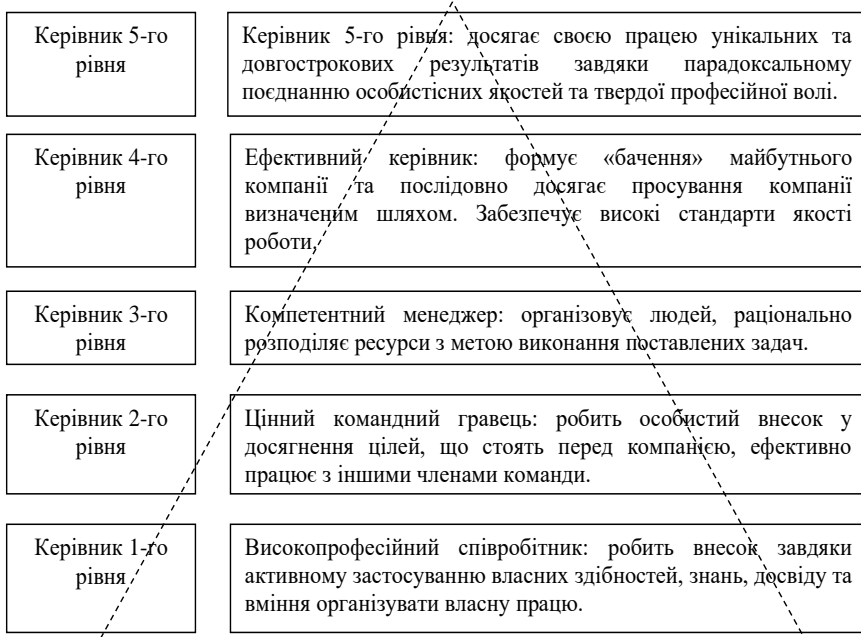 Керівник 5-го
рівня
Керівник 5-го рівня: досягає своєю працею унікальних та
довгострокових результатів завдяки парадоксальному
поєднанню особистісних якостей та твердої професійної волі.
Керівник 4-го
рівня
Ефективний керівник: формує «бачення» майбутнього
компанії та послідовно досягає просування компанії
визначеним шляхом. Забезпечує високі стандарти якості
роботи.
Керівник 3-го
рівня
Компетентний менеджер: організовує людей, раціонально
розподіляє ресурси з метою виконання поставлених задач.
Керівник 2-го
рівня
Цінний командний гравець: робить особистий внесок у
досягнення цілей, що стоять перед компанією, ефективно
працює з іншими членами команди.
Керівник 1-го
рівня
Високопрофесійний співробітник: робить внесок завдяки
активному застосуванню власних здібностей, знань, досвіду та
вміння організувати власну працю.